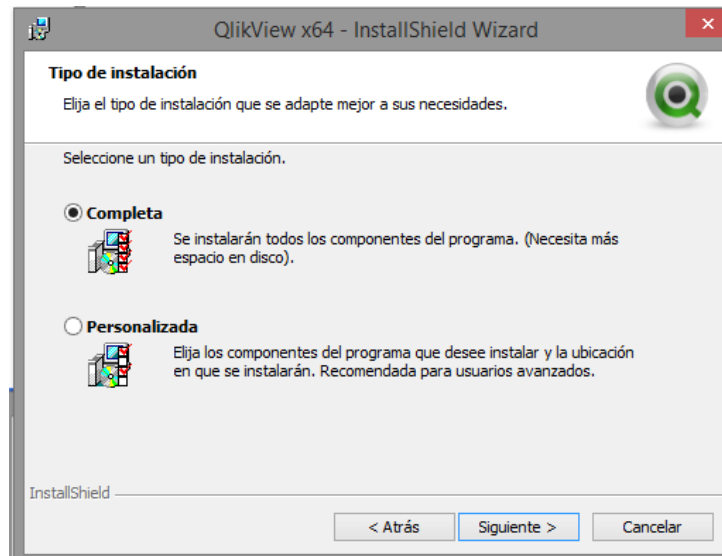 QlikView x64 - InstallShield Wizard
Tipo de instalación
Elija el tipo de instalación que se adapte mejor a sus necesidades.
Seleccione un tipo de instalación.
Completa
Se instalarán todos los componentes del programa. (Necesita más
espacio en disco).
Personalizada
Elija los componentes del programa que desee instalar y la ubicación
en que se instalarán. Recomendada para usuarios avanzados.
InstallShield
< Atrás
Siguiente >
Cancelar